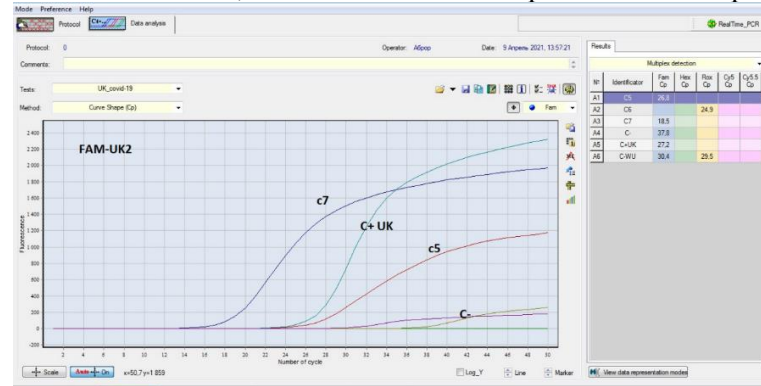 Mode Preference Help
Protocol Data analysis RealTime_PCR
Protocol: 0 Operator: Аброр Date: 9 Апрель 2021, 13:57:21
Comments:
Tests: UK_covid-19
Method: Curve Shape (Cp) Fam
Fluorescence
2 400
2 200
2 000
1 800
1 600
1 400
1 200
1 000
800
600
400
200
0
-200
FAM-UK2
c7
C+ UK
c5
C-
2 4 6 8 10 12 14 16 18 20 22 24 26 28 30 32 34 36 38 40 42 44 46 48 50
Number of cycle
Scale On x=50,7 y=1 859 Log_Y Line Marker
Results
Multiplex detection
№ Identificator Fam Cp Hex Cp Rox Cp Cy5 Cp Cy5.5 Cp
A1 C5 26,8
A2 C6 24,9
A3 C7 18,5
A4 C- 37,8
A5 C+UK 27,2
A6 C-WU 30,4 29,5
View data representation modes